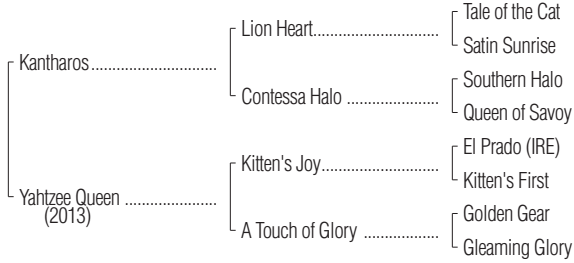 Tale of the Cat
Lion Heart
Satin Sunrise
Kantharos
Southern Halo
Contessa Halo
Queen of Savoy
El Prado (IRE)
Kitten's Joy
Kitten's First
Yahtzee Queen
(2013)
Golden Gear
A Touch of Glory
Gleaming Glory